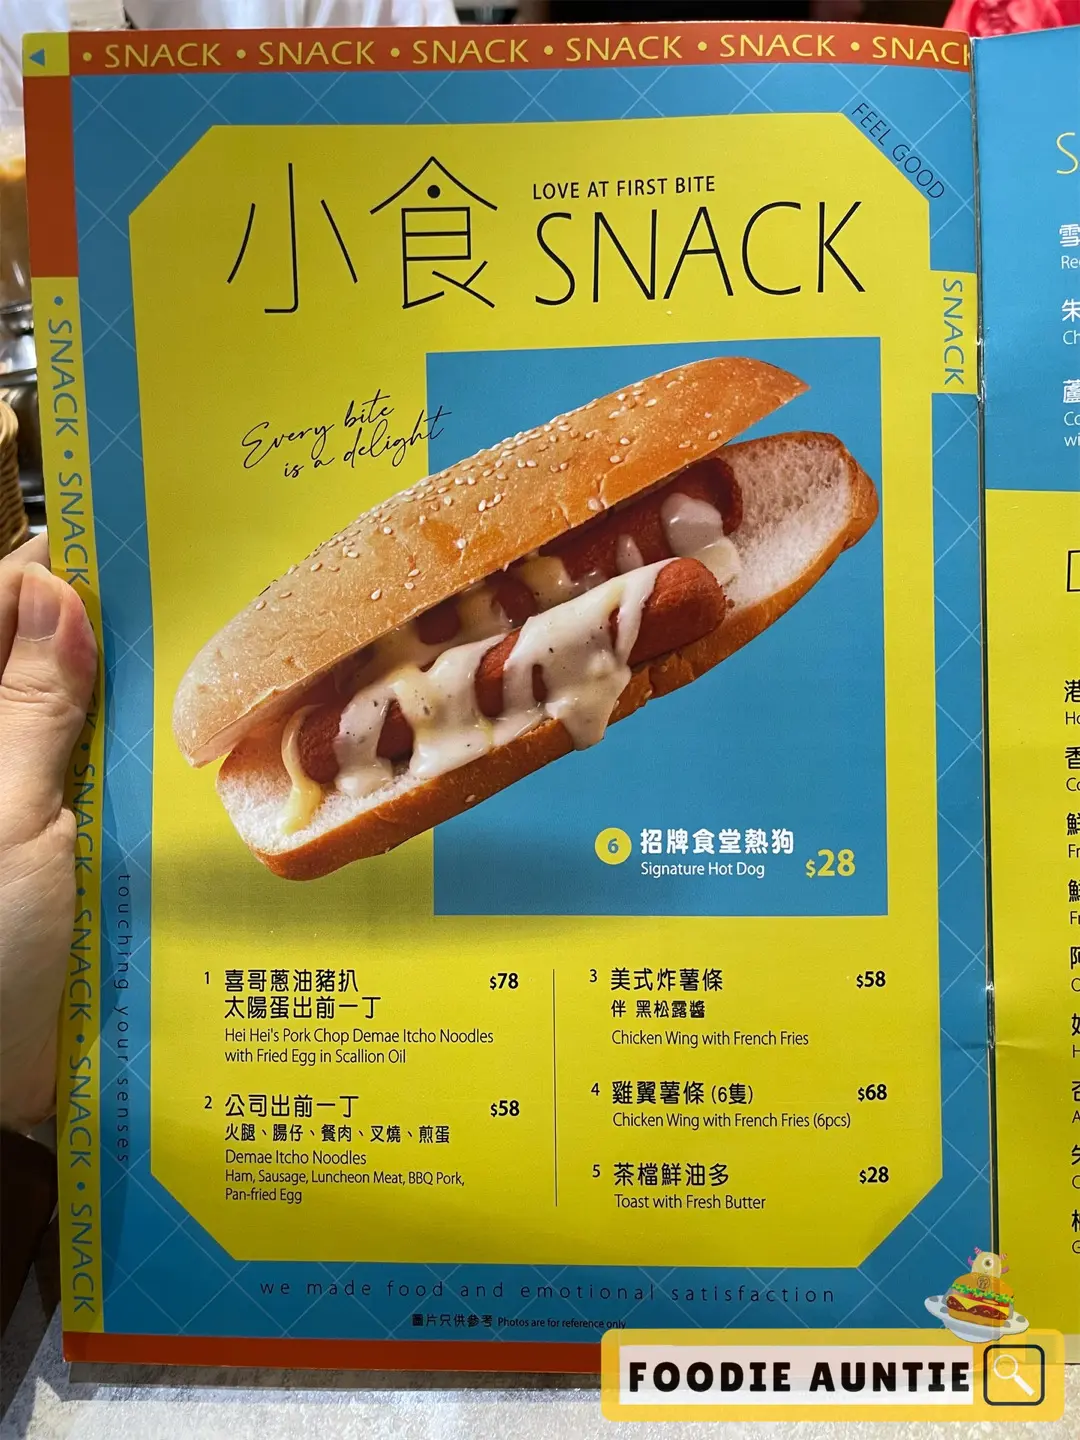 • SNACK • SNACK • SNACK • SNACK • SNACK • SNACK
FEEL GOOD
小食
LOVE AT FIRST BITE
SNACK
SNACK
Every bite
is a delight
• SNACK • SNACK
SNACK • SNACK • SNACK • SNACK
touching your senses
6 招牌食堂熱狗
Signature Hot Dog
$28
1 喜哥蔥油豬扒 $78
太陽蛋出前一丁
Hei Hei's Pork Chop Demae Itcho Noodles
with Fried Egg in Scallion Oil
2 公司出前一丁 $58
火腿、腸仔、餐肉、叉燒、煎蛋
Demae Itcho Noodles
Ham, Sausage, Luncheon Meat, BBQ Pork,
Pan-fried Egg
3 美式炸薯條 $58
伴 黑松露醬
Chicken Wing with French Fries
4 雞翼薯條 (6隻) $68
Chicken Wing with French Fries (6pcs)
5 茶檔鮮油多 $28
Toast with Fresh Butter
we made food and emotional satisfaction
圖片只供參考 Photos are for reference only
FOODIE AUNTIE